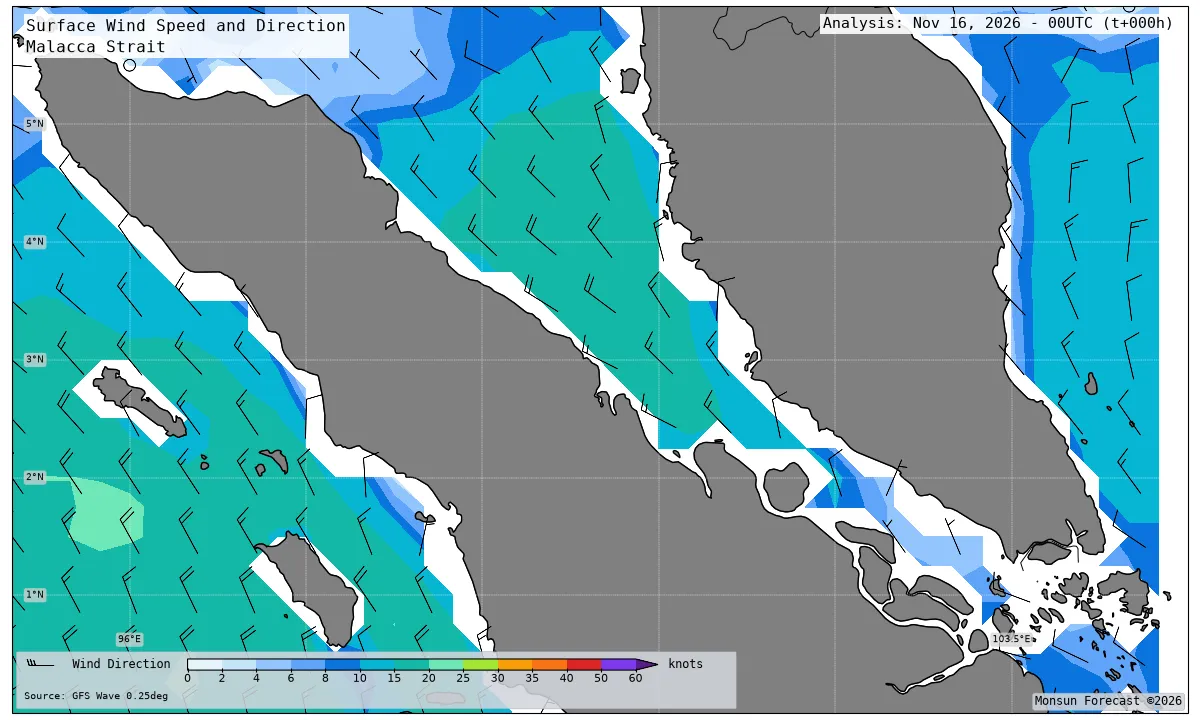 Surface Wind Speed and Direction
Malacca Strait
Analysis: Nov 16, 2026 - 00UTC (t+000h)
5°N
4°N
3°N
2°N
1°N
96°E
103.5°E
Wind Direction
knots
0 2 4 6 8 10 15 20 25 30 35 40 50 60
Source: GFS Wave 0.25deg
Monsun Forecast ©2026